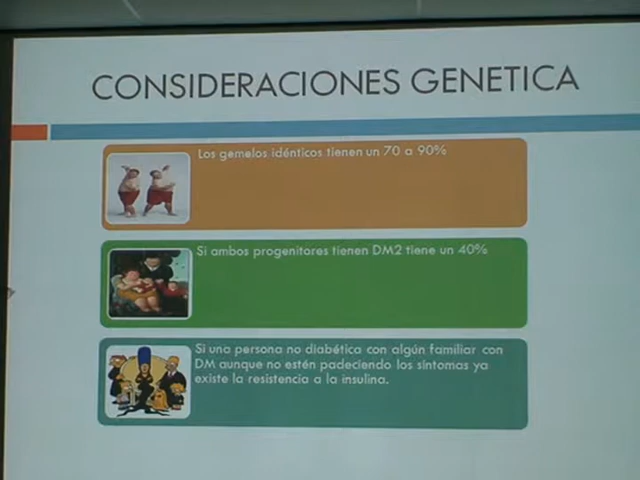 CONSIDERACIONES GENETICA
Los gemelos idénticos tienen un 70 a 90%
Si ambos progenitores tienen DM2 tiene un 40%
Si una persona no diabética con algún familiar con
DM aunque no estén padeciendo los síntomas ya
existe la resistencia a la insulina.